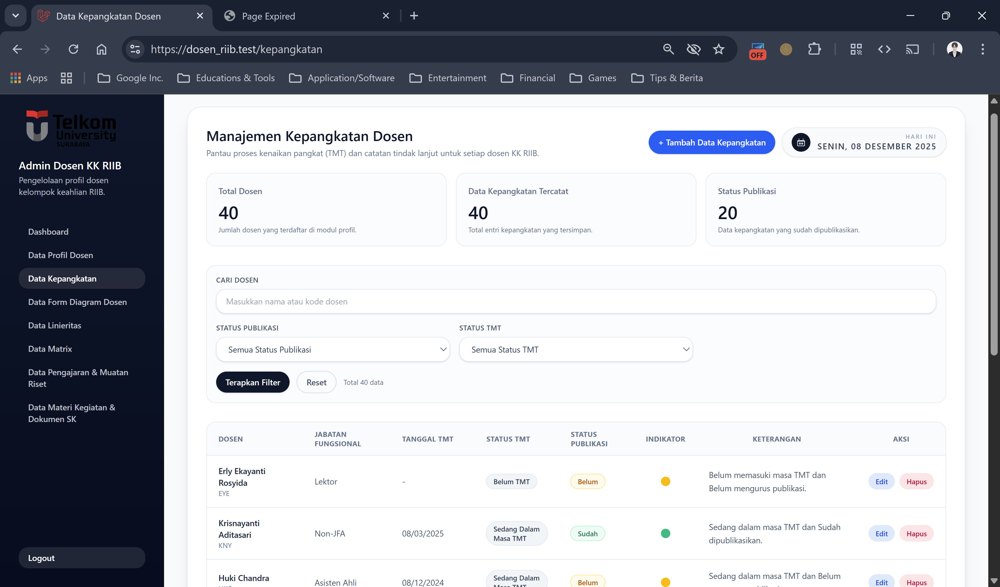 Data Kepangkatan Dosen
Page Expired
https://dosen_riib.test/kepangkatan
OFF
Apps
Google Inc.
Educations & Tools
Application/Software
Entertainment
Financial
Games
Tips & Berita
Telkom
University
SURABAYA
Admin Dosen KK RIIB
Pengelolaan profil dosen
kelompok keahlian RIIB.
Dashboard
Data Profil Dosen
Data Kepangkatan
Data Form Diagram Dosen
Data Linieritas
Data Matrix
Data Pengajaran & Muatan
Riset
Data Materi Kegiatan &
Dokumen SK
Logout
Manajemen Kepangkatan Dosen
Pantau proses kenaikan pangkat (TMT) dan catatan tindak lanjut untuk setiap dosen KK RIIB.
+ Tambah Data Kepangkatan
HARI INI
SENIN, 08 DESEMBER 2025
Total Dosen
40
Jumlah dosen yang terdaftar di modul profil.
Data Kepangkatan Tercatat
40
Total entri kepangkatan yang tersimpan.
Status Publikasi
20
Data kepangkatan yang sudah dipublikasikan.
CARI DOSEN
Masukkan nama atau kode dosen
STATUS PUBLIKASI
STATUS TMT
Semua Status Publikasi
Semua Status TMT
Terapkan Filter
Reset
Total 40 data
DOSEN
JABATAN
FUNGSIONAL
TANGGAL TMT
STATUS TMT
STATUS
PUBLIKASI
INDIKATOR
KETERANGAN
AKSI
Erly Ekayanti
Rosyida
EYE
Lektor
-
Belum TMT
Belum
Belum memasuki masa TMT dan
Belum mengurus publikasi.
Edit
Hapus
Krisnayanti
Aditasari
KNY
Non-JFA
08/03/2025
Sedang Dalam
Masa TMT
Sudah
Sedang dalam masa TMT dan Sudah
dipublikasikan.
Edit
Hapus
Huki Chandra
Asisten Ahli
08/12/2024
Sedang Dalam
Masa TMT
Belum
Sedang dalam masa TMT dan Belum
Edit
Hapus